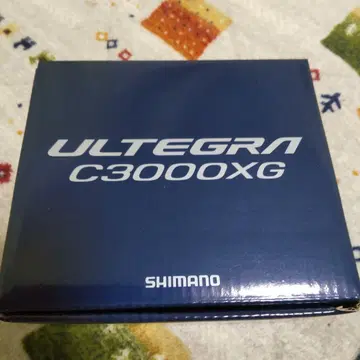 ULTEGRA
C3000XG
SHIMANO